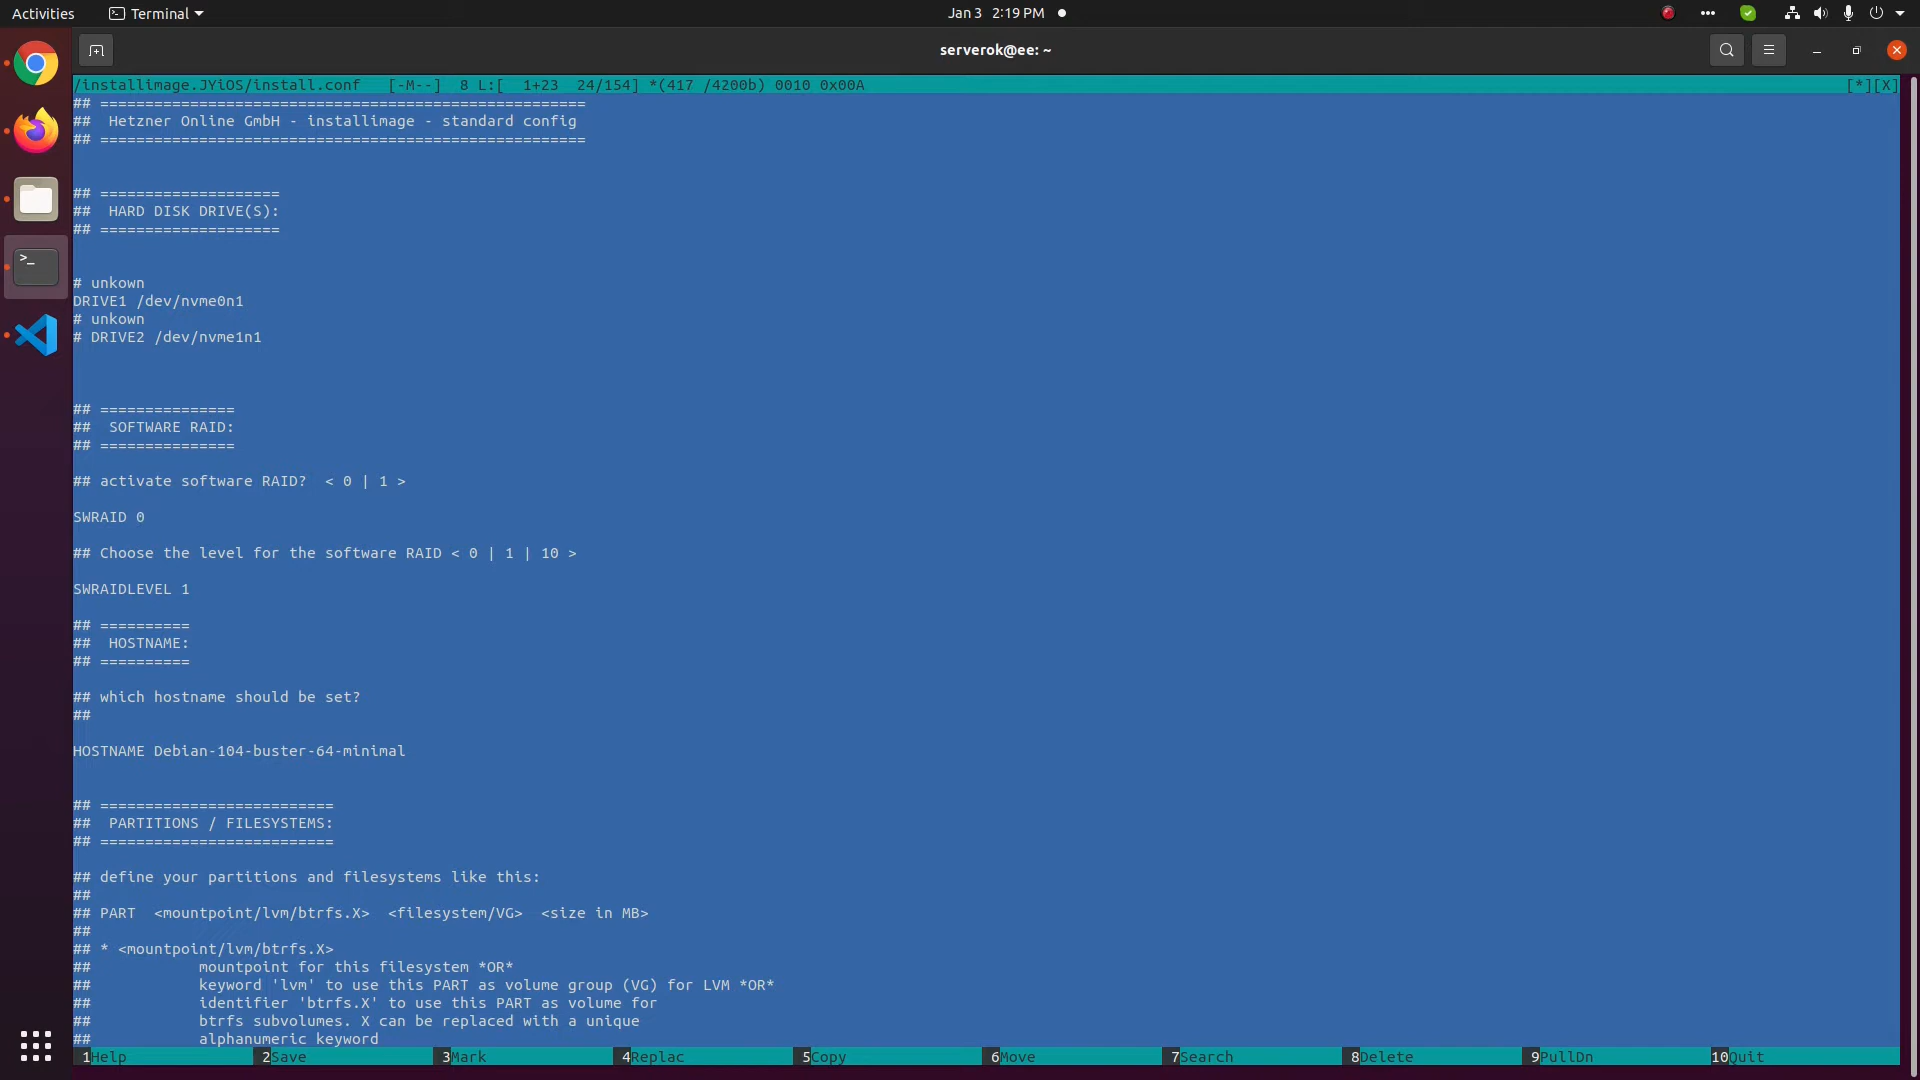 Activities Terminal Jan 3 2:19 PM
serverok@ee: ~
/installimage.JYiOS/install.conf [-M--] 8 L:[ 1+23 24/154] *(417 /4200b) 0010 0x00A [*][X]
## ======================================================
## Hetzner Online GmbH - installimage - standard config
## ======================================================
## ====================
## HARD DISK DRIVE(S):
## ====================
# unkown
DRIVE1 /dev/nvme0n1
# unkown
# DRIVE2 /dev/nvme1n1
## ===============
## SOFTWARE RAID:
## ===============
## activate software RAID? < 0 | 1 >
SWRAID 0
## Choose the level for the software RAID < 0 | 1 | 10 >
SWRAIDLEVEL 1
## ==========
## HOSTNAME:
## ==========
## which hostname should be set?
##
HOSTNAME Debian-104-buster-64-minimal
## ==========================
## PARTITIONS / FILESYSTEMS:
## ==========================
## define your partitions and filesystems like this:
##
## PART <mountpoint/lvm/btrfs.X> <filesystem/VG> <size in MB>
##
## * <mountpoint/lvm/btrfs.X>
## mountpoint for this filesystem *OR*
## keyword 'lvm' to use this PART as volume group (VG) for LVM *OR*
## identifier 'btrfs.X' to use this PART as volume for
## btrfs subvolumes. X can be replaced with a unique
## alphanumeric keyword
1Help 2Save 3Mark 4Replac 5Copy 6Move 7Search 8Delete 9PullDn 10Quit